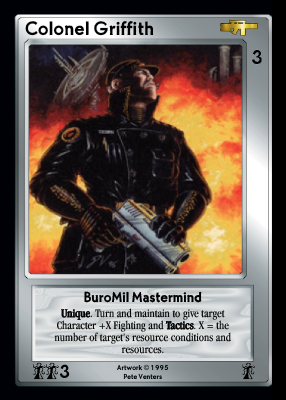 Colonel Griffith
3
BuroMil Mastermind
Unique. Turn and maintain to give target
Character +X Fighting and Tactics. X = the
number of target's resource conditions and
resources.
3
Artwork © 1995
Pete Venters